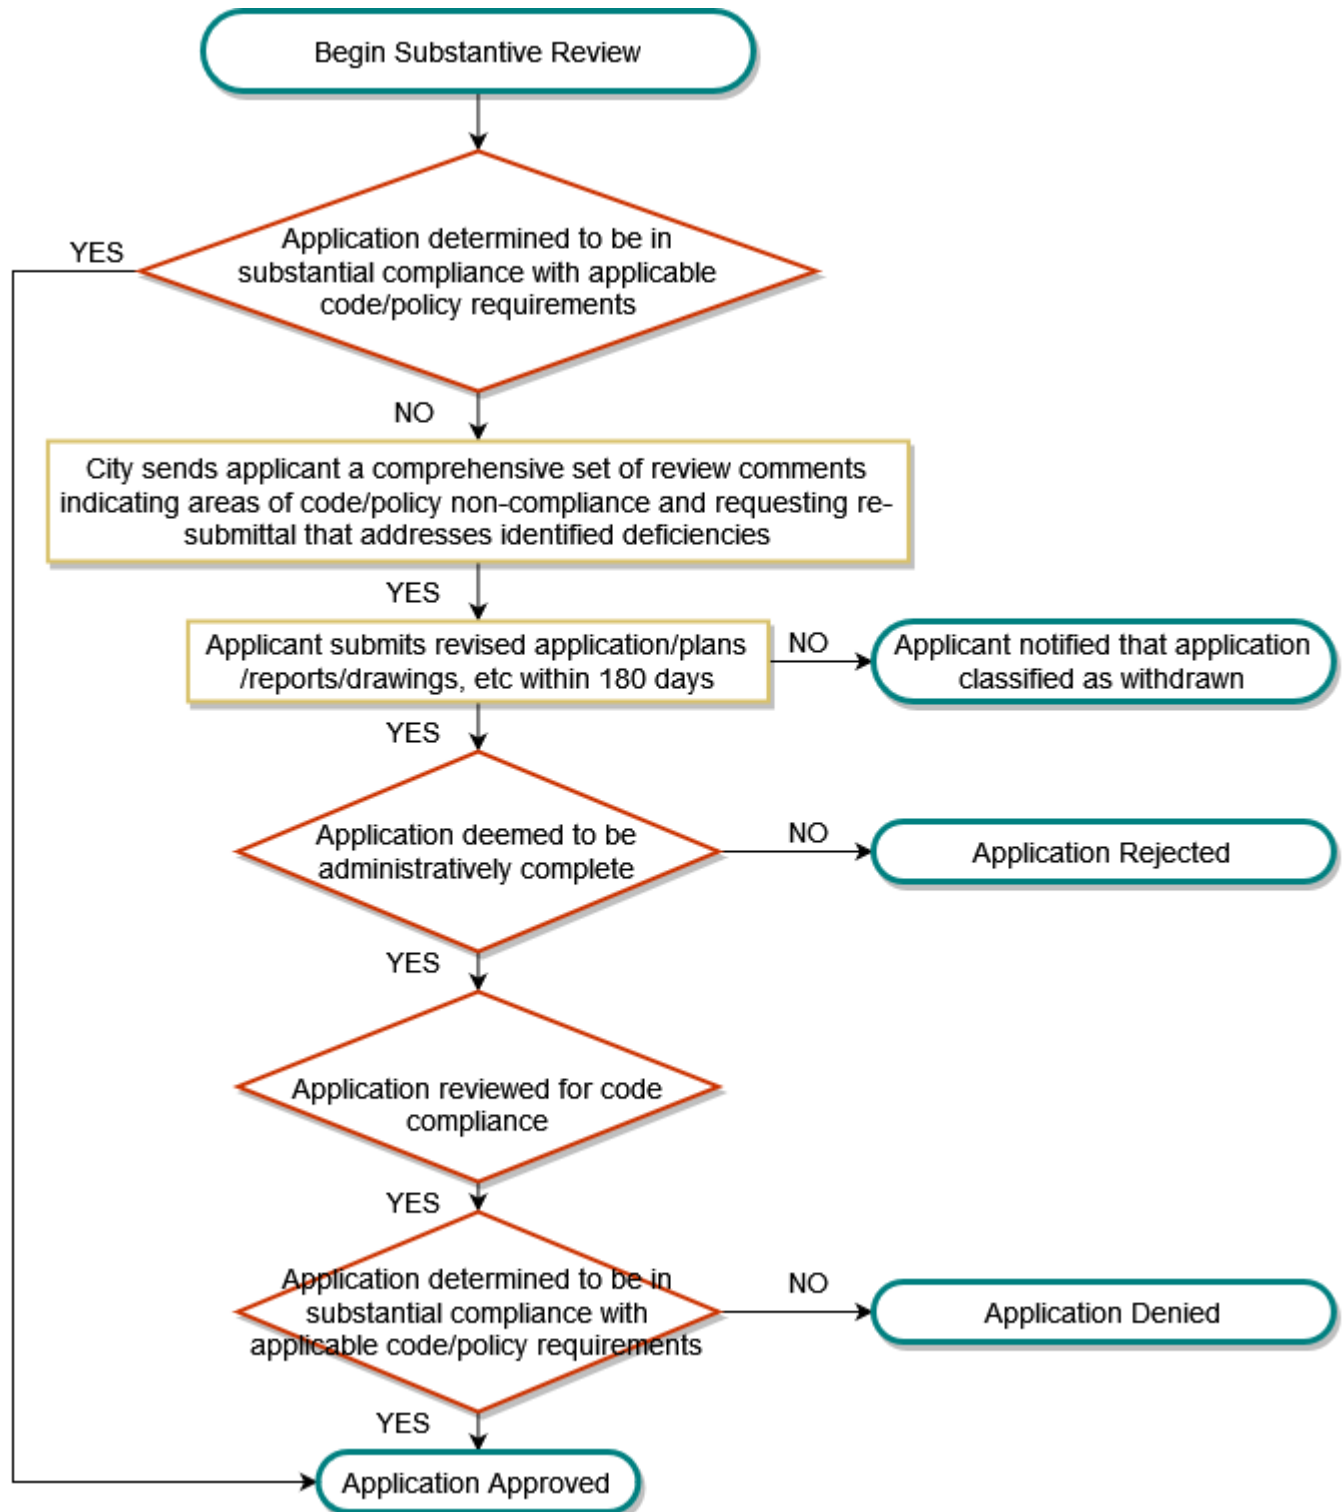 Begin Substantive Review
YES
Application determined to be in
substantial compliance with applicable
code/policy requirements
NO
City sends applicant a comprehensive set of review comments
indicating areas of code/policy non-compliance and requesting re-
submittal that addresses identified deficiencies
YES
Applicant submits revised application/plans
/reports/drawings, etc within 180 days
NO
Applicant notified that application
classified as withdrawn
YES
Application deemed to be
administratively complete
NO
Application Rejected
YES
Application reviewed for code
compliance
YES
Application determined to be in
substantial compliance with
applicable code/policy requirements
NO
Application Denied
YES
Application Approved